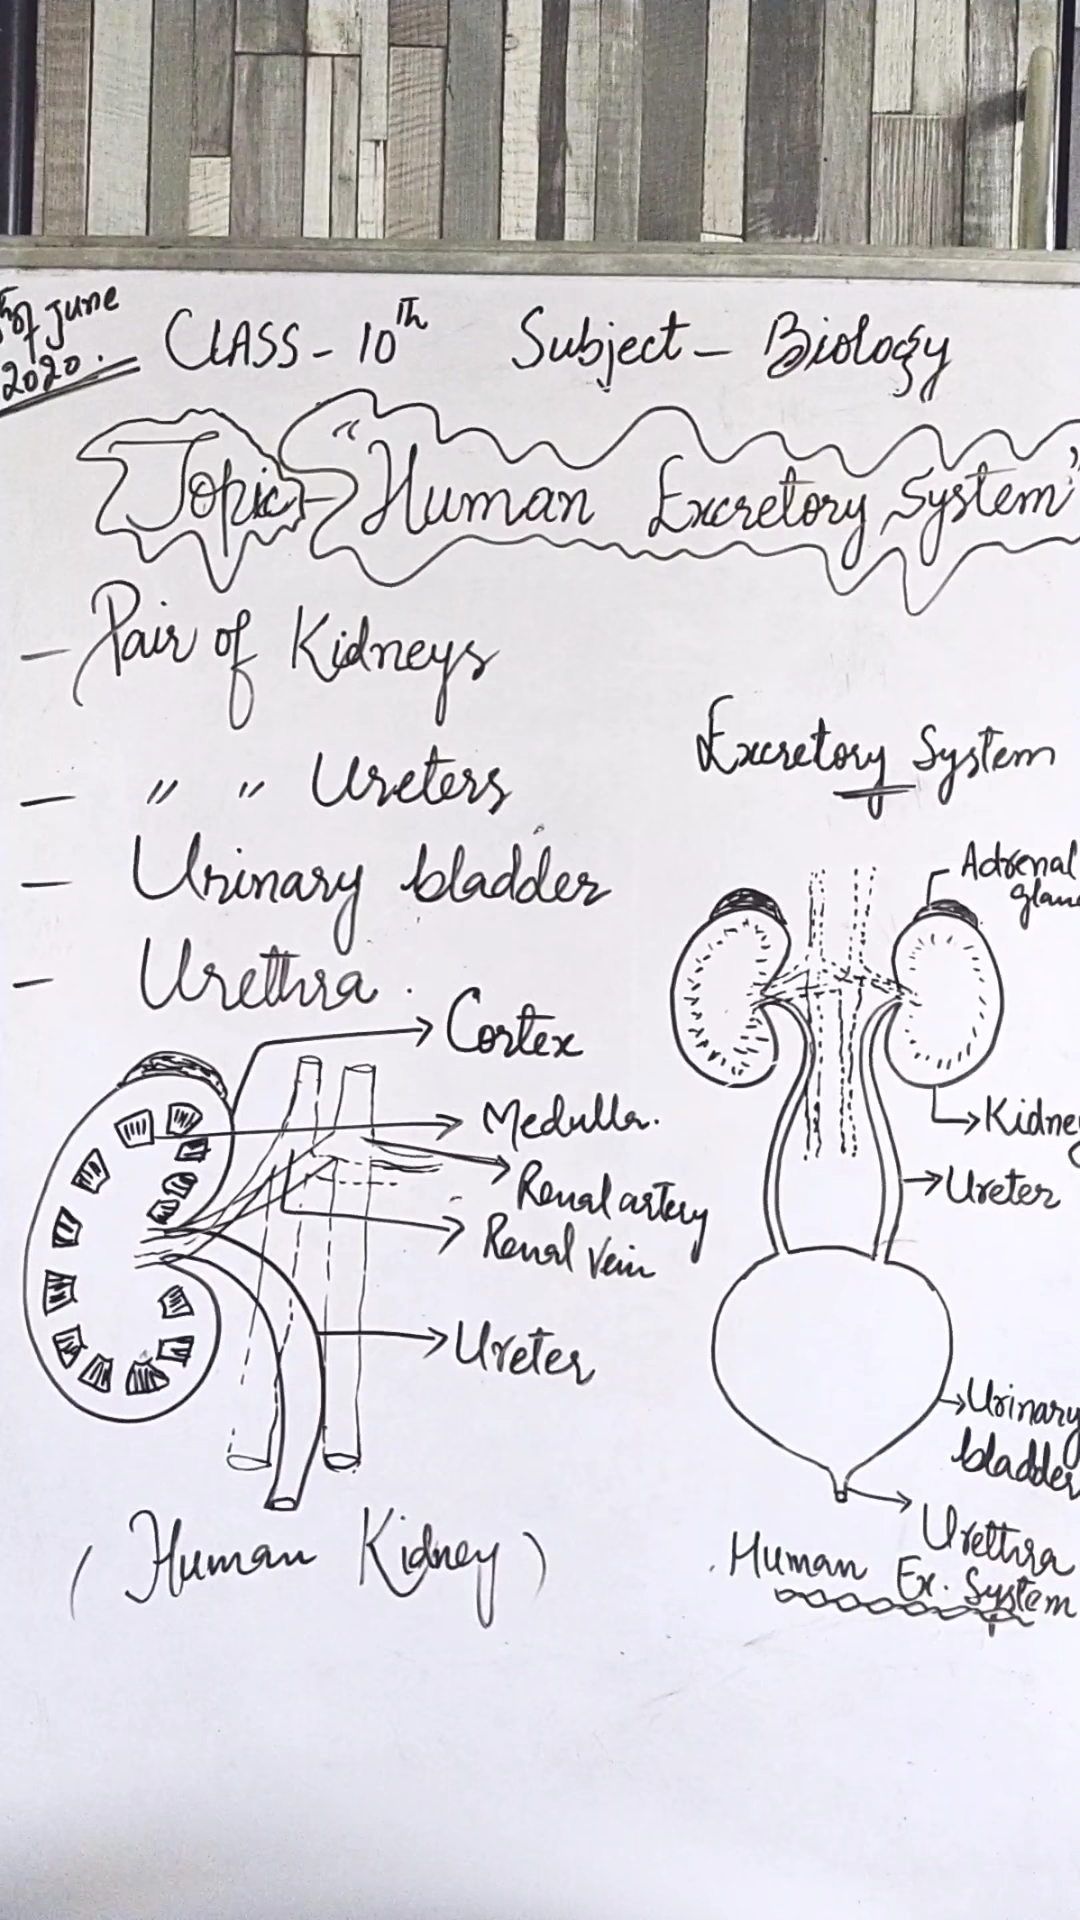 of June
2020.
CLASS - 10th Subject - Biology
Topic - "Human Excretory System"
- Pair of Kidneys
- " " Ureters
- Urinary bladder
- Urethra.
Cortex
Medulla.
Renal artery
Renal Vein
Ureter
(Human Kidney)
Excretory System
Adrenal
Kidney
Ureter
Urinary
bladder
Urethra
Human Ex. System